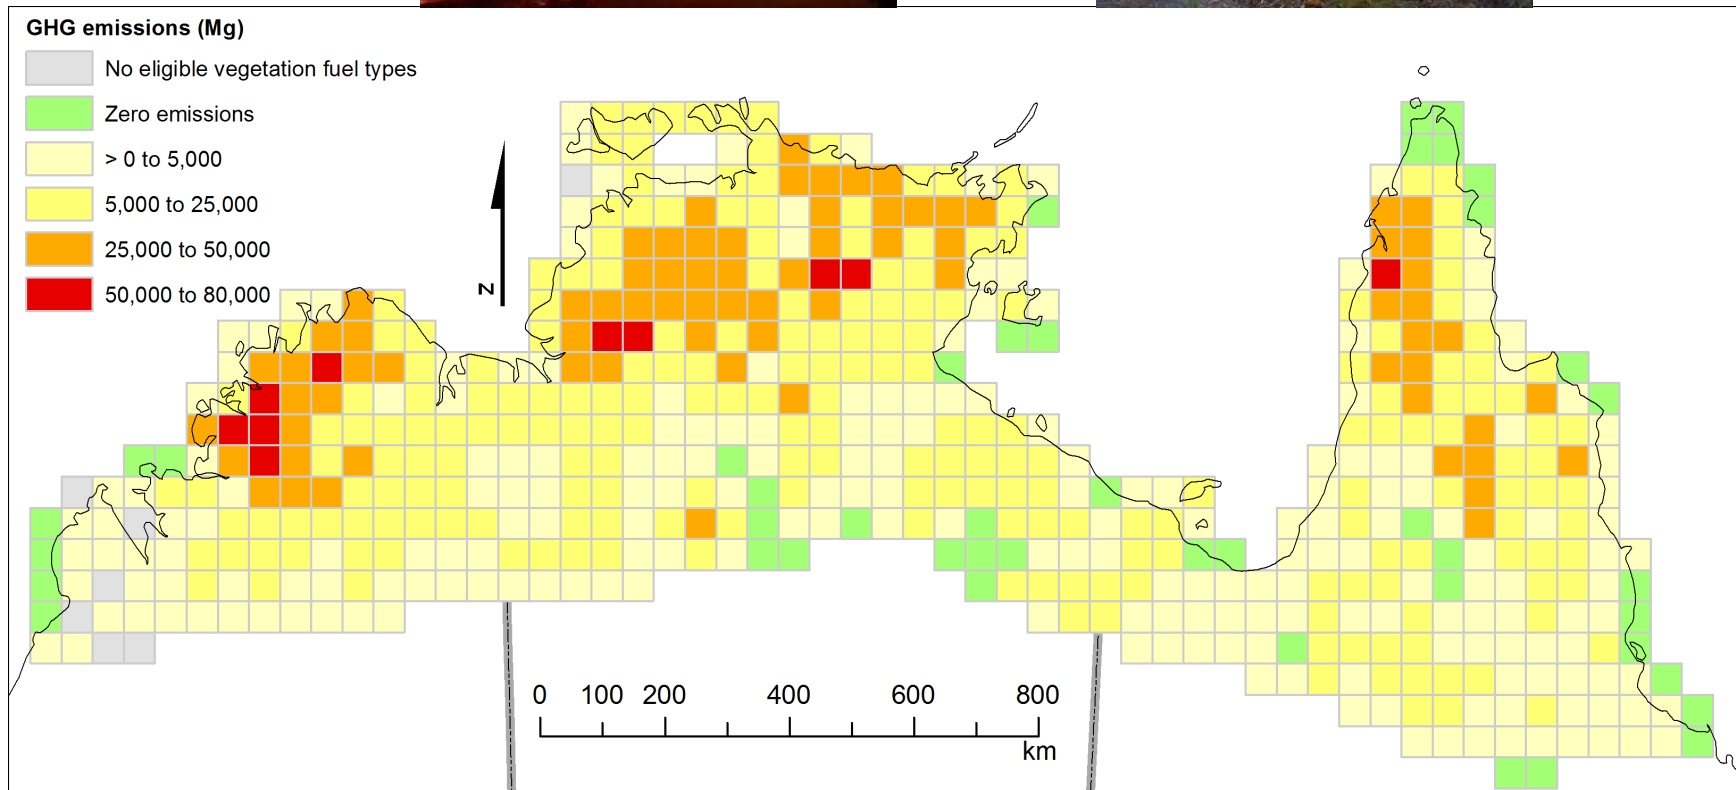 GHG emissions (Mg)
No eligible vegetation fuel types
Zero emissions
> 0 to 5,000
5,000 to 25,000
25,000 to 50,000
50,000 to 80,000
N
0 100 200 400 600 800
km